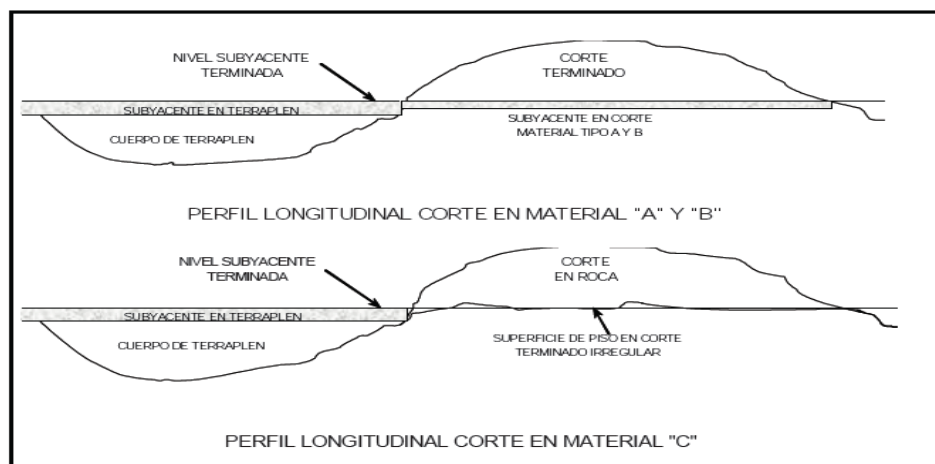 NIVEL SUBYACENTE
TERMINADA
CORTE
TERMINADO
SUBYACENTE EN TERRAPLEN
SUBYACENTE EN CORTE
MATERIAL TIPO A Y B
CUERPO DE TERRAPLEN
PERFIL LONGITUDINAL CORTE EN MATERIAL "A" Y "B"
NIVEL SUBYACENTE
TERMINADA
CORTE
EN ROCA
SUBYACENTE EN TERRAPLEN
SUPERFICIE DE PISO EN CORTE
TERMINADO IRREGULAR
CUERPO DE TERRAPLEN
PERFIL LONGITUDINAL CORTE EN MATERIAL "C"